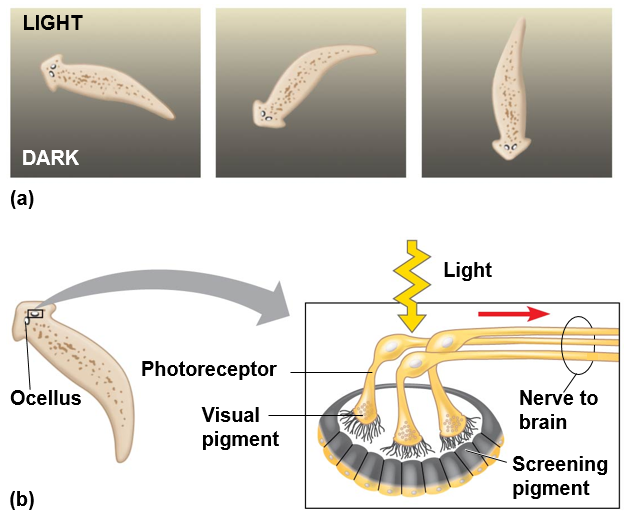 LIGHT
DARK
(a)
Light
Photoreceptor
Ocellus
Visual
pigment
Nerve to
brain
Screening
pigment
(b)